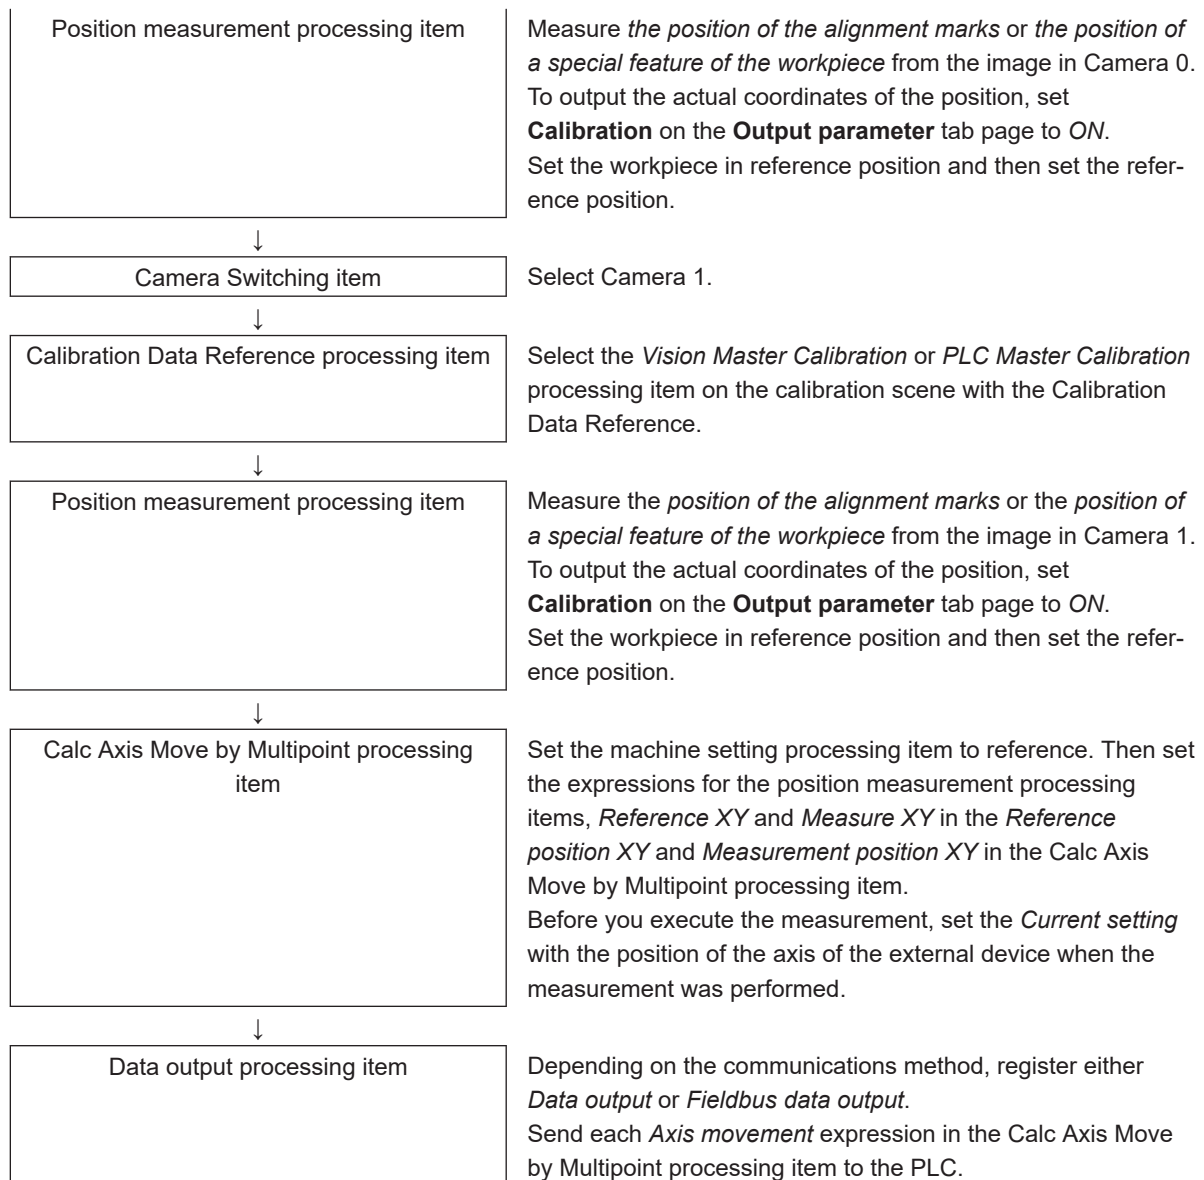 Position measurement processing item
Measure the position of the alignment marks or the position of
a special feature of the workpiece from the image in Camera 0.
To output the actual coordinates of the position, set
Calibration on the Output parameter tab page to ON.
Set the workpiece in reference position and then set the refer-
ence position.
↓
Camera Switching item
Select Camera 1.
↓
Calibration Data Reference processing item
Select the Vision Master Calibration or PLC Master Calibration
processing item on the calibration scene with the Calibration
Data Reference.
↓
Position measurement processing item
Measure the position of the alignment marks or the position of
a special feature of the workpiece from the image in Camera 1.
To output the actual coordinates of the position, set
Calibration on the Output parameter tab page to ON.
Set the workpiece in reference position and then set the refer-
ence position.
↓
Calc Axis Move by Multipoint processing
item
Set the machine setting processing item to reference. Then set
the expressions for the position measurement processing
items, Reference XY and Measure XY in the Reference
position XY and Measurement position XY in the Calc Axis
Move by Multipoint processing item.
Before you execute the measurement, set the Current setting
with the position of the axis of the external device when the
measurement was performed.
↓
Data output processing item
Depending on the communications method, register either
Data output or Fieldbus data output.
Send each Axis movement expression in the Calc Axis Move
by Multipoint processing item to the PLC.